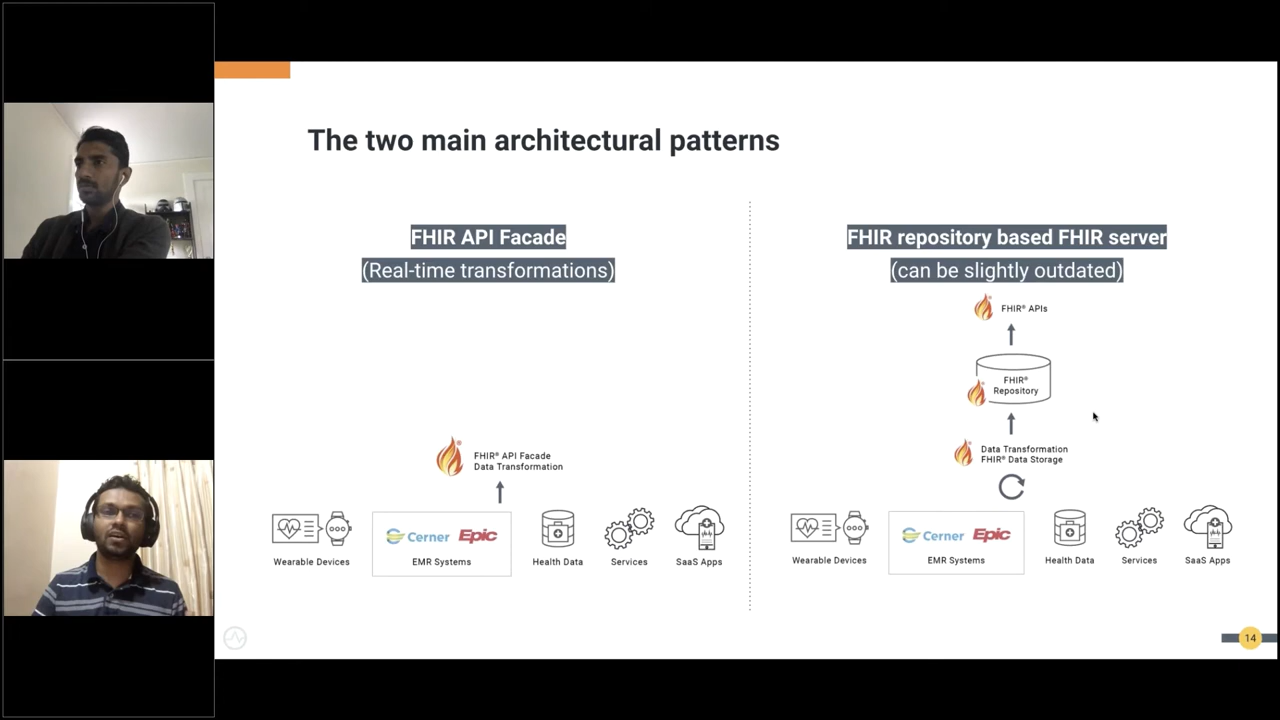 The two main architectural patterns
FHIR API Facade
(Real-time transformations)
FHIR® API Facade
Data Transformation
Wearable Devices
Cerner
Epic
EMR Systems
Health Data
Services
SaaS Apps
FHIR repository based FHIR server
(can be slightly outdated)
FHIR® APIs
FHIR®
Repository
Data Transformation
FHIR® Data Storage
Wearable Devices
Cerner
Epic
EMR Systems
Health Data
Services
SaaS Apps
14